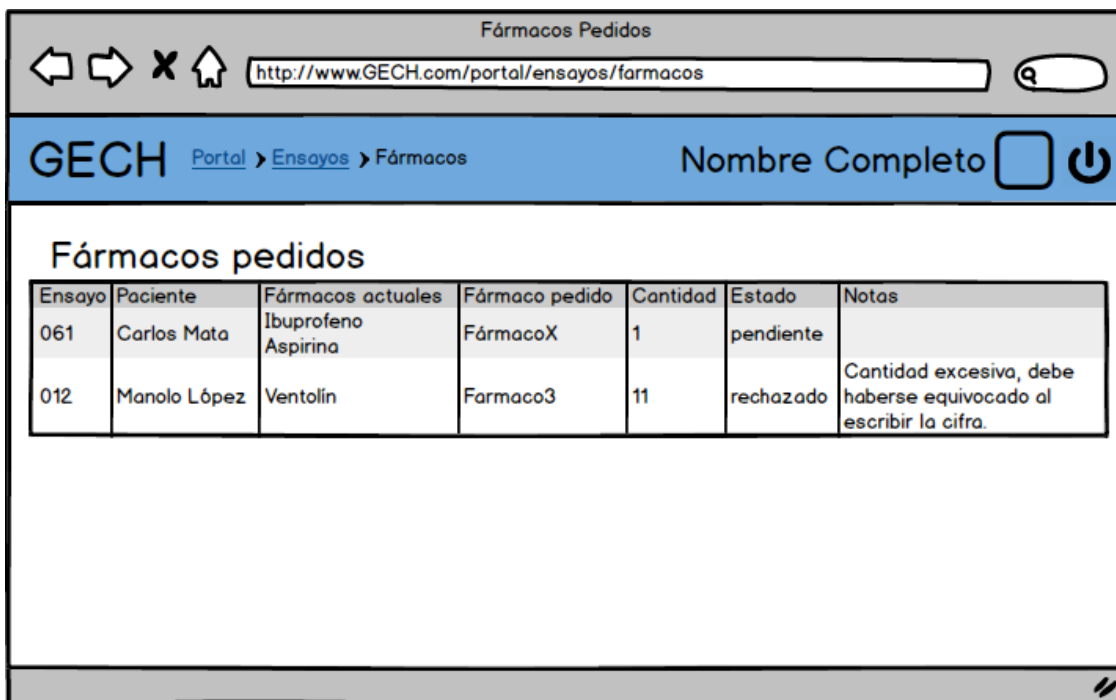 Fármacos Pedidos
http://www.GECH.com/portal/ensayos/farmacos
GECH Portal > Ensayos > Fármacos Nombre Completo
Fármacos pedidos
Ensayo Paciente Fármacos actuales Fármaco pedido Cantidad Estado Notas
061 Carlos Mata Ibuprofeno Aspirina FármacoX 1 pendiente
012 Manolo López Ventolín Farmaco3 11 rechazado Cantidad excesiva, debe haberse equivocado al escribir la cifra.